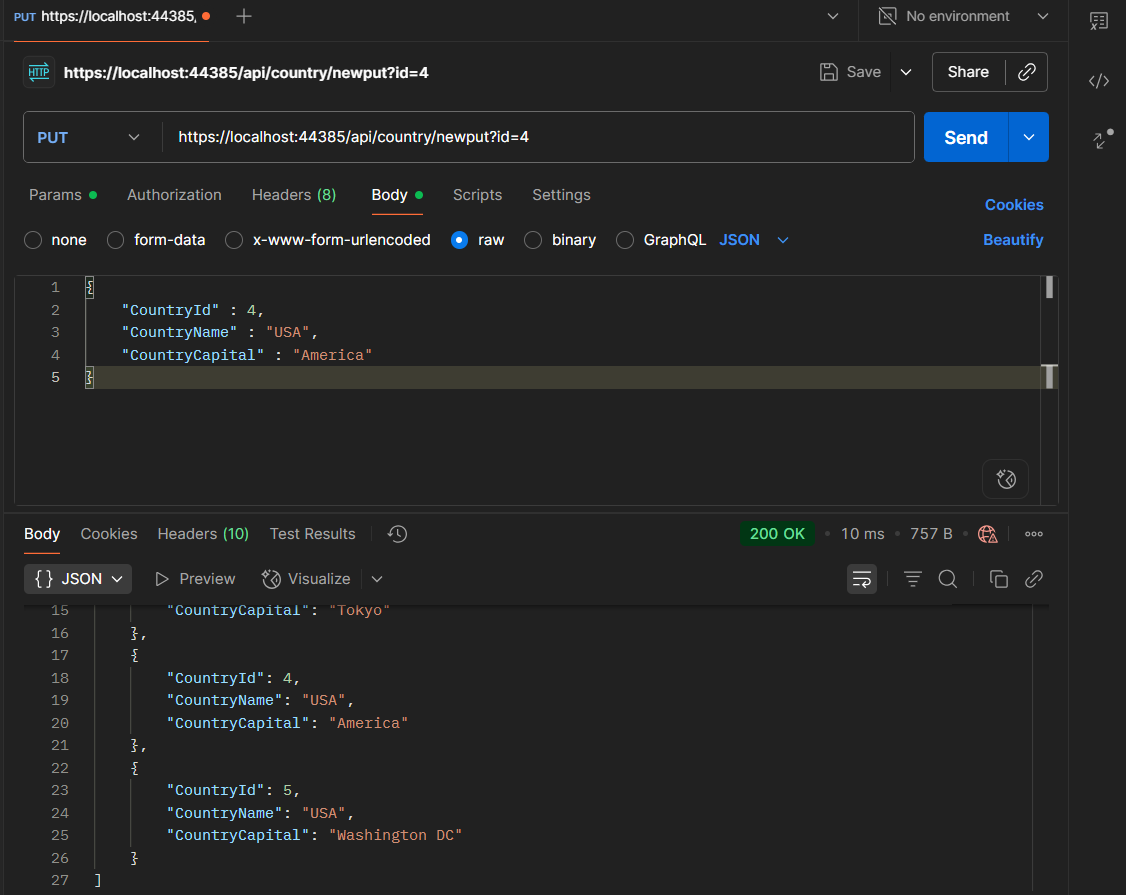 PUT https://localhost:44385,
No environment
HTTP https://localhost:44385/api/country/newput?id=4
Save
Share
PUT
https://localhost:44385/api/country/newput?id=4
Send
Params
Authorization
Headers (8)
Body
Scripts
Settings
Cookies
none
form-data
x-www-form-urlencoded
raw
binary
GraphQL
JSON
Beautify
1 {
2 "CountryId" : 4,
3 "CountryName" : "USA",
4 "CountryCapital" : "America"
5 }
Body
Cookies
Headers (10)
Test Results
200 OK
10 ms
757 B
{} JSON
Preview
Visualize
15 "CountryCapital": "Tokyo"
16 },
17 {
18 "CountryId": 4,
19 "CountryName": "USA",
20 "CountryCapital": "America"
21 },
22 {
23 "CountryId": 5,
24 "CountryName": "USA",
25 "CountryCapital": "Washington DC"
26 }
27 ]